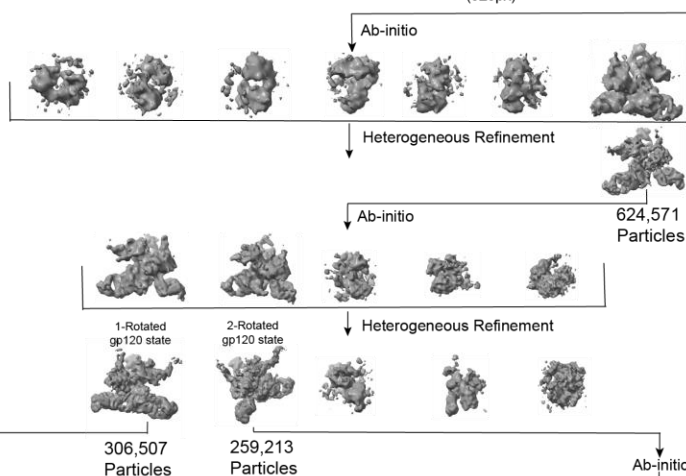 Ab-initio
Heterogeneous Refinement
624,571
Particles
Ab-initio
Heterogeneous Refinement
1-Rotated
gp120 state
2-Rotated
gp120 state
306,507
Particles
259,213
Particles
Ab-initio